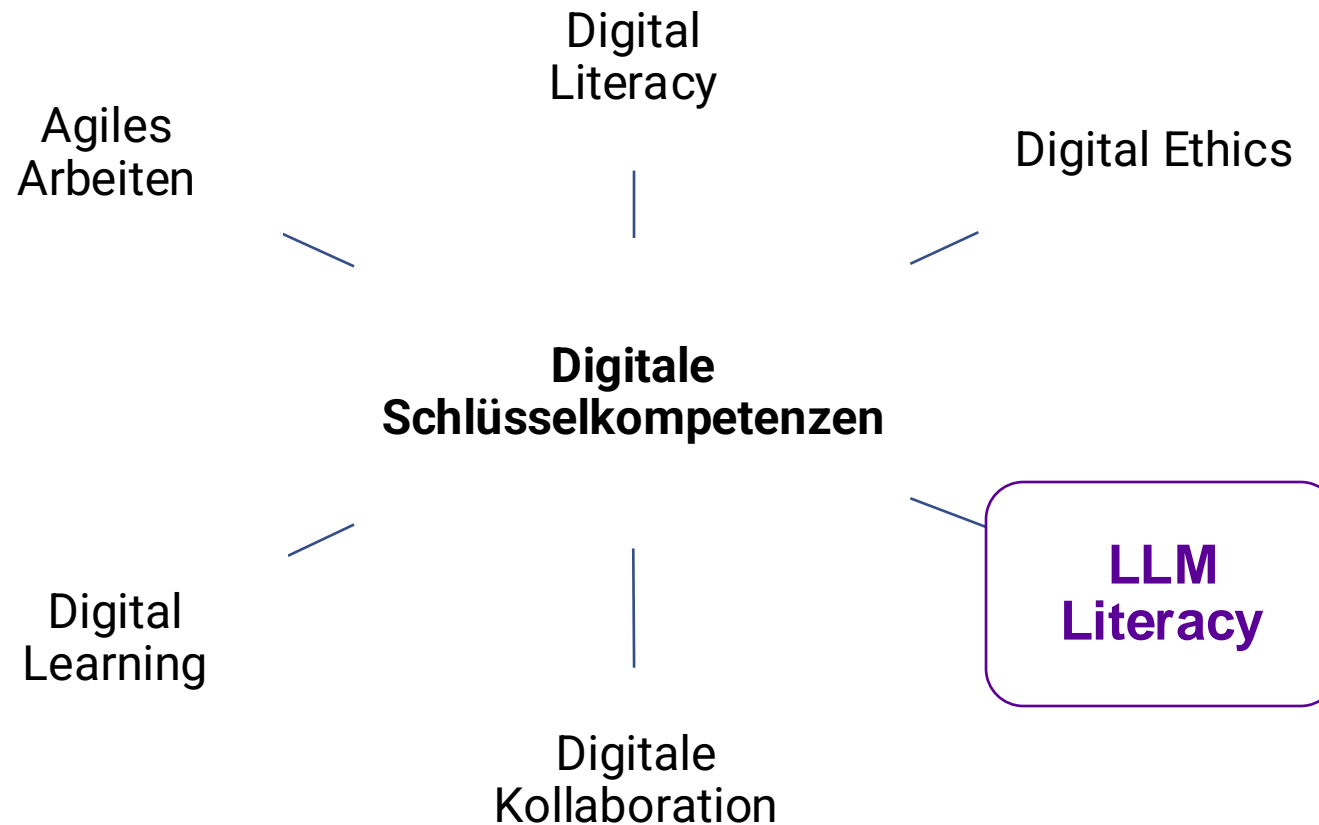 Digital
Literacy
Agiles
Arbeiten
Digital Ethics
Digitale
Schlüsselkompetenzen
LLM
Literacy
Digital
Learning
Digitale
Kollaboration